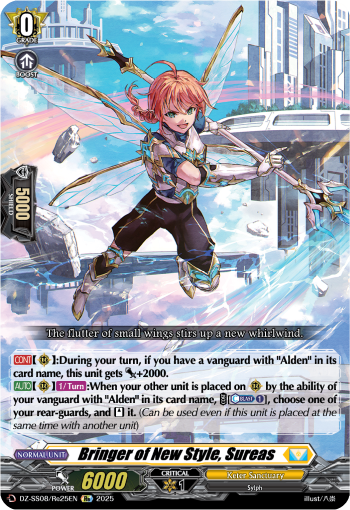 0
GRADE
BOOST
5000
SHIELD
The flutter of small wings stirs up a new whirlwind.
CONT【 】:During your turn, if you have a vanguard with "Alden" in its
card name, this unit gets +2000.
AUTO【 】1/Turn:When your other unit is placed on by the ability of
your vanguard with "Alden" in its card name, [BLAST 1], choose one of
your rear-guards, and it. (Can be used even if this unit is placed at the
same time with another unit)
NORMAL UNIT
Bringer of New Style, Sureas
POWER
6000
CRITICAL
1
Keter Sanctuary
Sylph
DZ-SS08/Re25EN
2025
illust/八崇